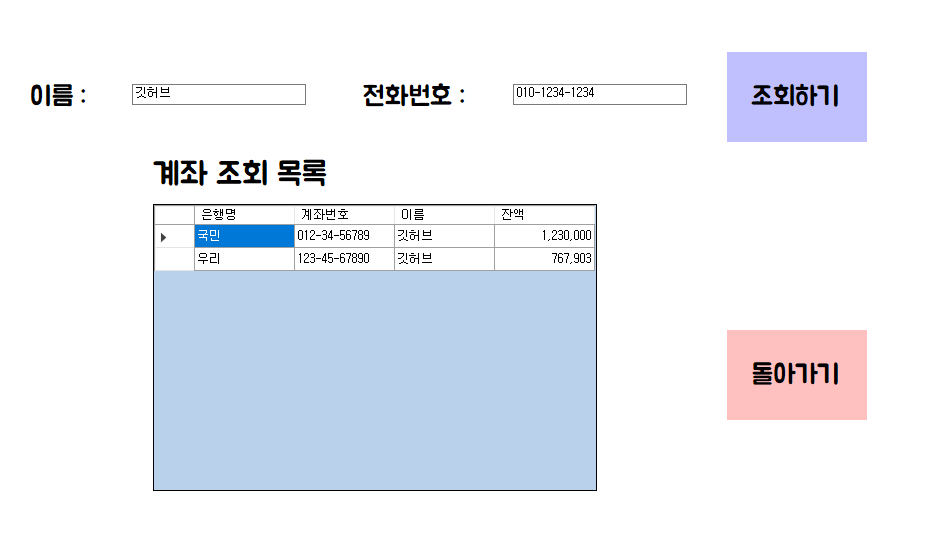 이름 : 깃허브 전화번호 : 010-1234-1234 조회하기
계좌 조회 목록
은행명 계좌번호 이름 잔액
국민 012-34-56789 깃허브 1,230,000
우리 123-45-67890 깃허브 767,903
돌아가기